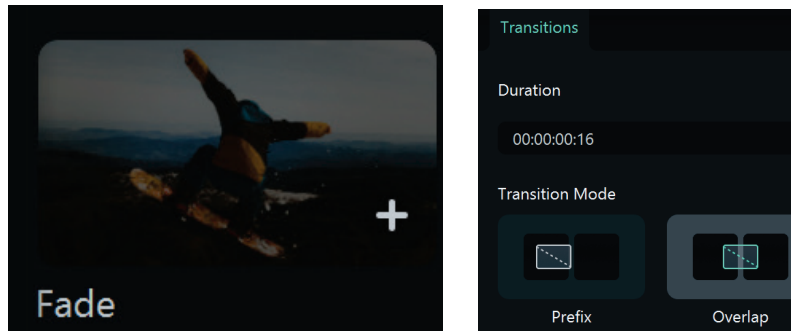 Fade
Transitions
Duration
00:00:00:16
Transition Mode
Prefix
Overlap